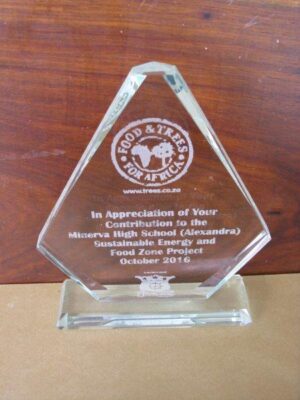 FOOD & TREES
FOR AFRICA
www.trees.co.za
In Appreciation of Your
Contribution to the
Minerva High School (Alexandra)
Sustainable Energy and
Food Zone Project
October 2016